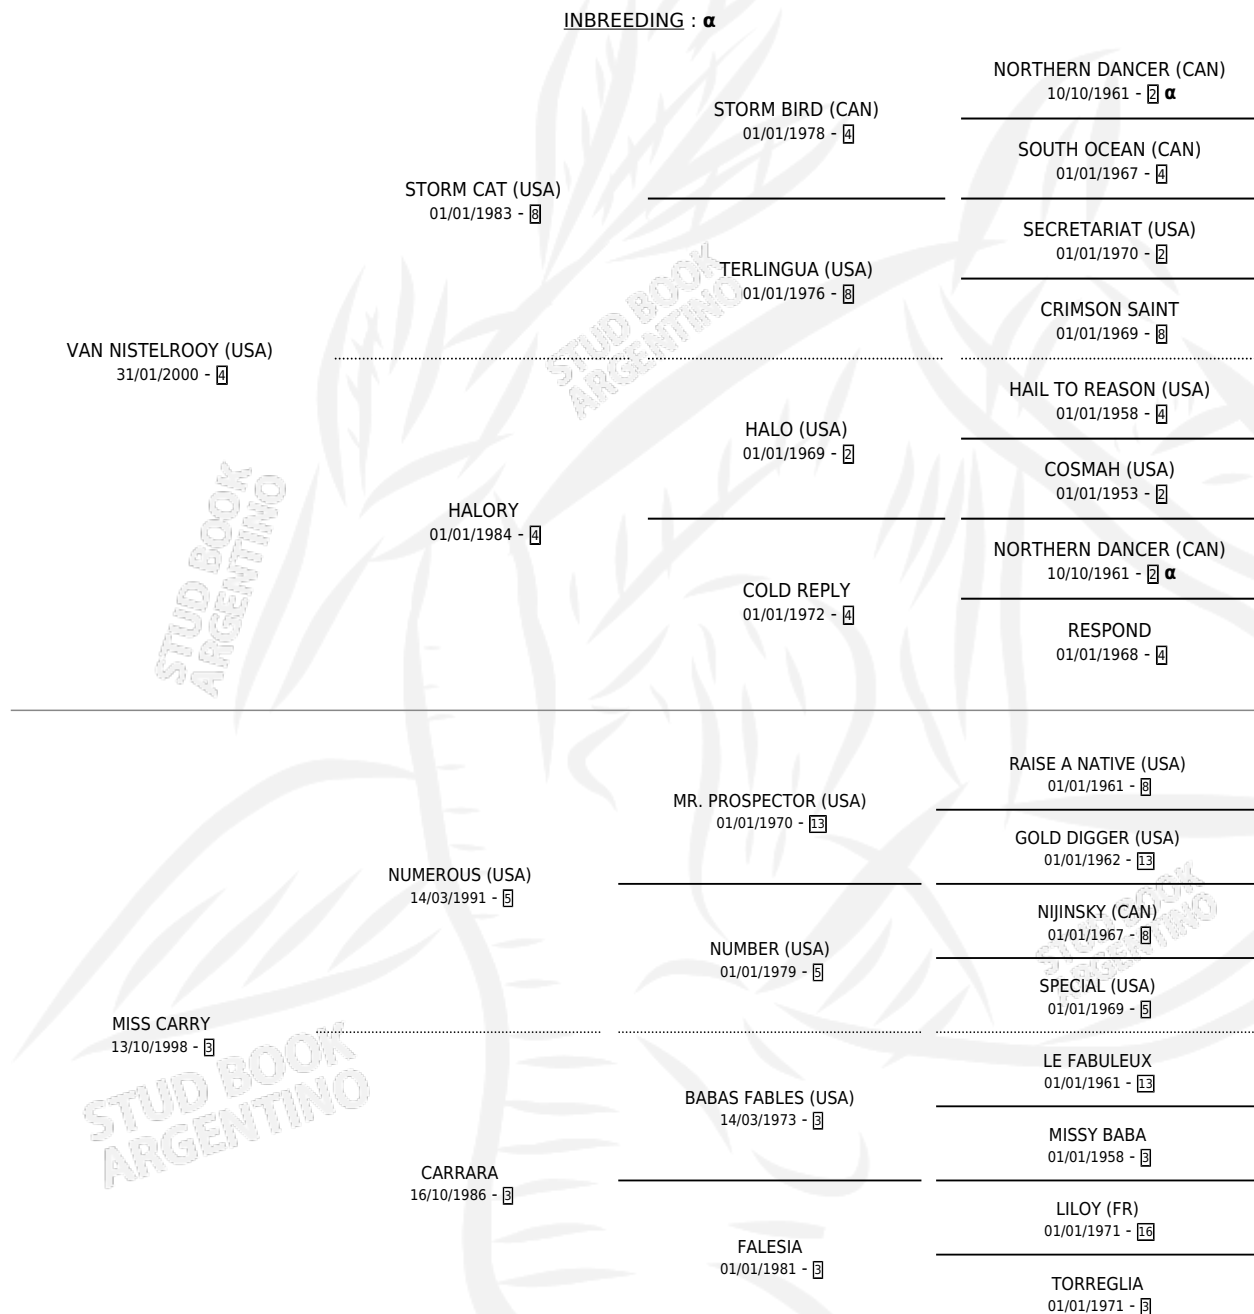 INBREEDING : α
NORTHERN DANCER (CAN)
10/10/1961 - 2 α
STORM BIRD (CAN)
01/01/1978 - 4
SOUTH OCEAN (CAN)
01/01/1967 - 4
STORM CAT (USA)
01/01/1983 - 8
SECRETARIAT (USA)
01/01/1970 - 2
TERLINGUA (USA)
01/01/1976 - 8
CRIMSON SAINT
01/01/1969 - 8
VAN NISTELROOY (USA)
31/01/2000 - 4
HAIL TO REASON (USA)
01/01/1958 - 4
HALO (USA)
01/01/1969 - 2
COSMAH (USA)
01/01/1953 - 2
HALORY
01/01/1984 - 4
NORTHERN DANCER (CAN)
10/10/1961 - 2 α
COLD REPLY
01/01/1972 - 4
RESPOND
01/01/1968 - 4
RAISE A NATIVE (USA)
01/01/1961 - 8
MR. PROSPECTOR (USA)
01/01/1970 - 13
GOLD DIGGER (USA)
01/01/1962 - 13
NUMEROUS (USA)
14/03/1991 - 5
NIJINSKY (CAN)
01/01/1967 - 8
NUMBER (USA)
01/01/1979 - 5
SPECIAL (USA)
01/01/1969 - 5
MISS CARRY
13/10/1998 - 3
LE FABULEUX
01/01/1961 - 13
BABAS FABLES (USA)
14/03/1973 - 3
MISSY BABA
01/01/1958 - 3
CARRARA
16/10/1986 - 3
LILOY (FR)
01/01/1971 - 16
FALESIA
01/01/1981 - 3
TORREGLIA
01/01/1971 - 3
STUD BOOK
ARGENTINO
STUD BOOK
ARGENTINO
STUD BOOK
ARGENTINO
STUD BOOK
ARGENTINO